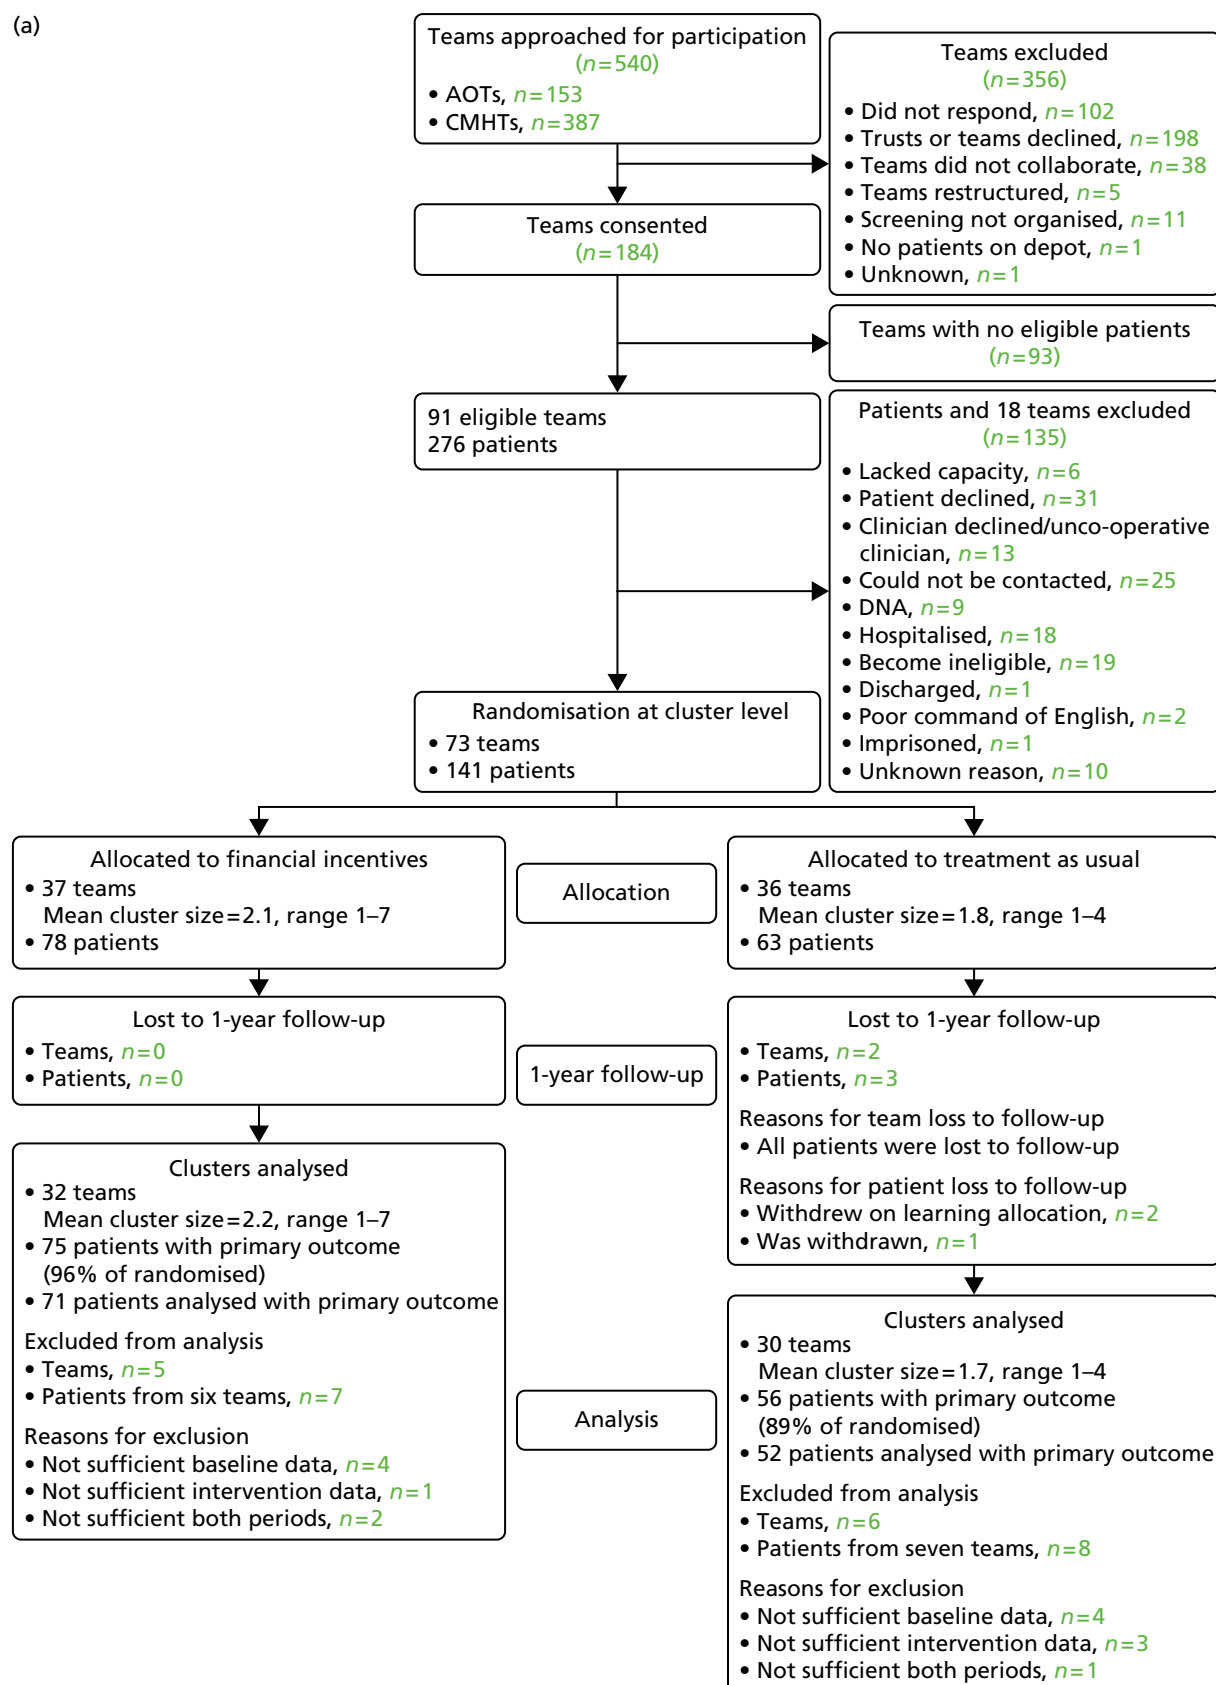 (a)
Teams approached for participation
(n=540)
• AOTs, n=153
• CMHTs, n=387
Teams excluded
(n=356)
• Did not respond, n=102
• Trusts or teams declined, n=198
• Teams did not collaborate, n=38
• Teams restructured, n=5
• Screening not organised, n=11
• No patients on depot, n=1
• Unknown, n=1
Teams consented
(n=184)
Teams with no eligible patients
(n=93)
91 eligible teams
276 patients
Patients and 18 teams excluded
(n=135)
• Lacked capacity, n=6
• Patient declined, n=31
• Clinician declined/unco-operative
clinician, n=13
• Could not be contacted, n=25
• DNA, n=9
• Hospitalised, n=18
• Become ineligible, n=19
• Discharged, n=1
• Poor command of English, n=2
• Imprisoned, n=1
• Unknown reason, n=10
Randomisation at cluster level
• 73 teams
• 141 patients
Allocated to financial incentives
• 37 teams
Mean cluster size=2.1, range 1–7
• 78 patients
Allocation
Allocated to treatment as usual
• 36 teams
Mean cluster size=1.8, range 1–4
• 63 patients
Lost to 1-year follow-up
• Teams, n=0
• Patients, n=0
1-year follow-up
Lost to 1-year follow-up
• Teams, n=2
• Patients, n=3
Reasons for team loss to follow-up
• All patients were lost to follow-up
Reasons for patient loss to follow-up
• Withdrew on learning allocation, n=2
• Was withdrawn, n=1
Clusters analysed
• 32 teams
Mean cluster size=2.2, range 1–7
• 75 patients with primary outcome
(96% of randomised)
• 71 patients analysed with primary outcome
Excluded from analysis
• Teams, n=5
• Patients from six teams, n=7
Reasons for exclusion
• Not sufficient baseline data, n=4
• Not sufficient intervention data, n=1
• Not sufficient both periods, n=2
Analysis
Clusters analysed
• 30 teams
Mean cluster size=1.7, range 1–4
• 56 patients with primary outcome
(89% of randomised)
• 52 patients analysed with primary outcome
Excluded from analysis
• Teams, n=6
• Patients from seven teams, n=8
Reasons for exclusion
• Not sufficient baseline data, n=4
• Not sufficient intervention data, n=3
• Not sufficient both periods, n=1